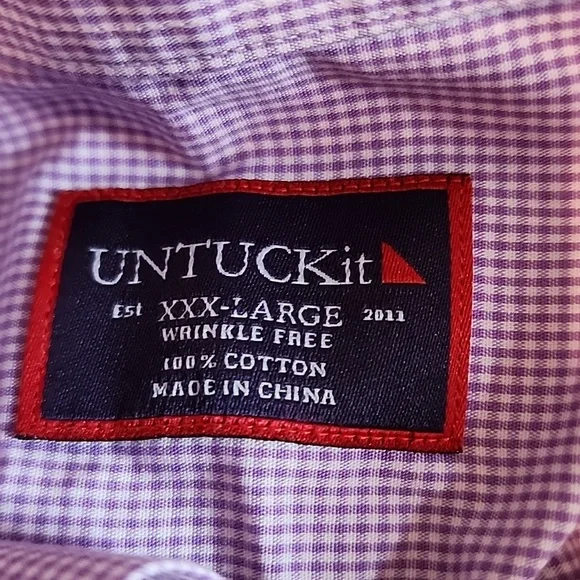 UNTUCKit
Est XXX-LARGE 2011
WRINKLE FREE
100% COTTON
MADE IN CHINA